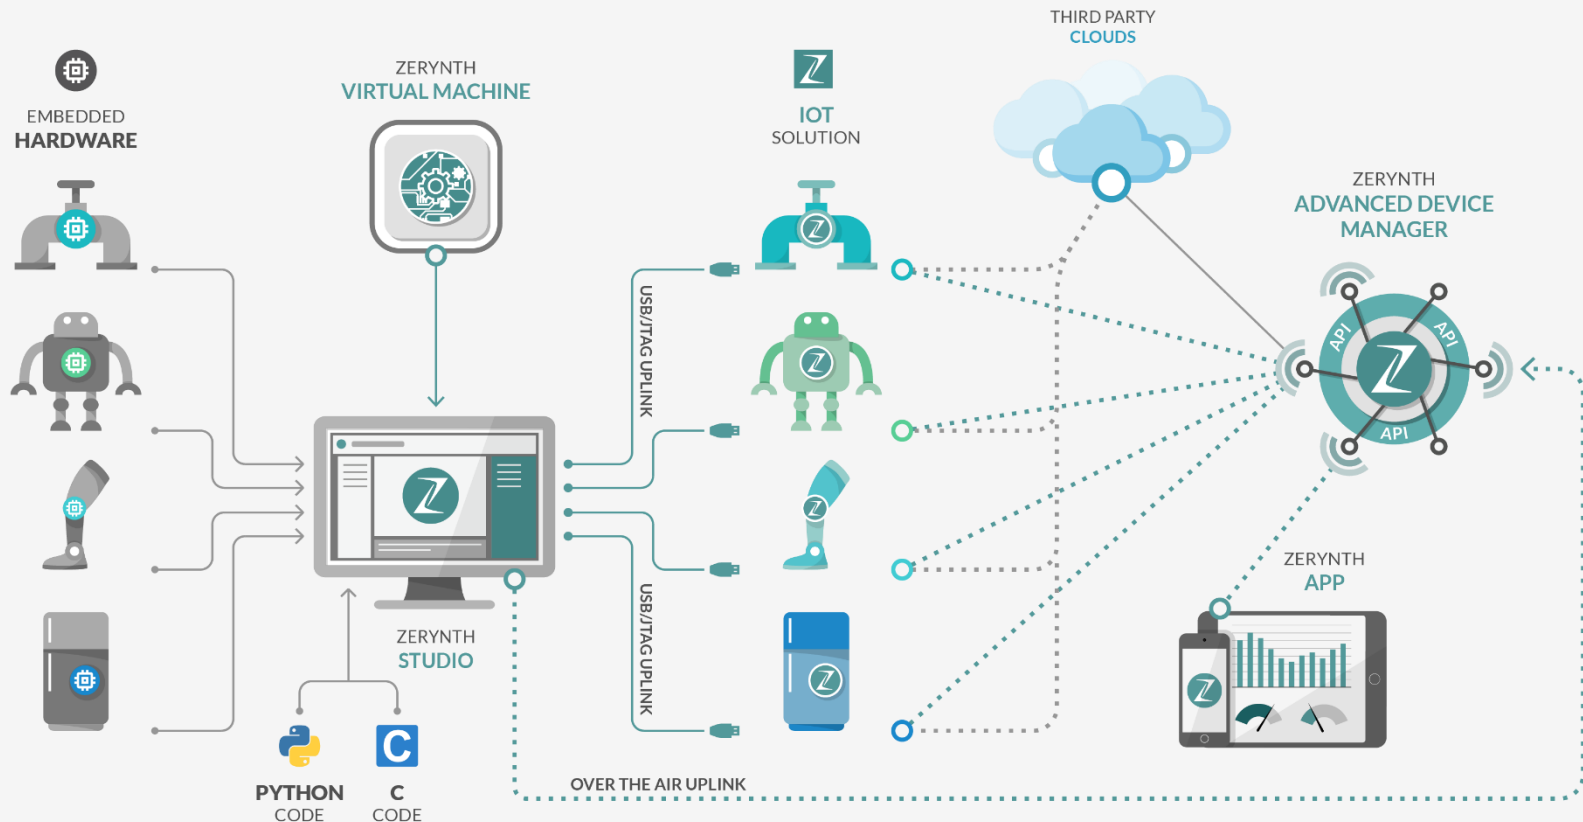 EMBEDDED
HARDWARE
ZERYNTH
VIRTUAL MACHINE
IOT
SOLUTION
THIRD PARTY
CLOUDS
ZERYNTH
ADVANCED DEVICE
MANAGER
API
API
API
USB/JTAG UPLINK
USB/JTAG UPLINK
ZERYNTH
STUDIO
ZERYNTH
APP
PYTHON
CODE
C
C
CODE
OVER THE AIR UPLINK